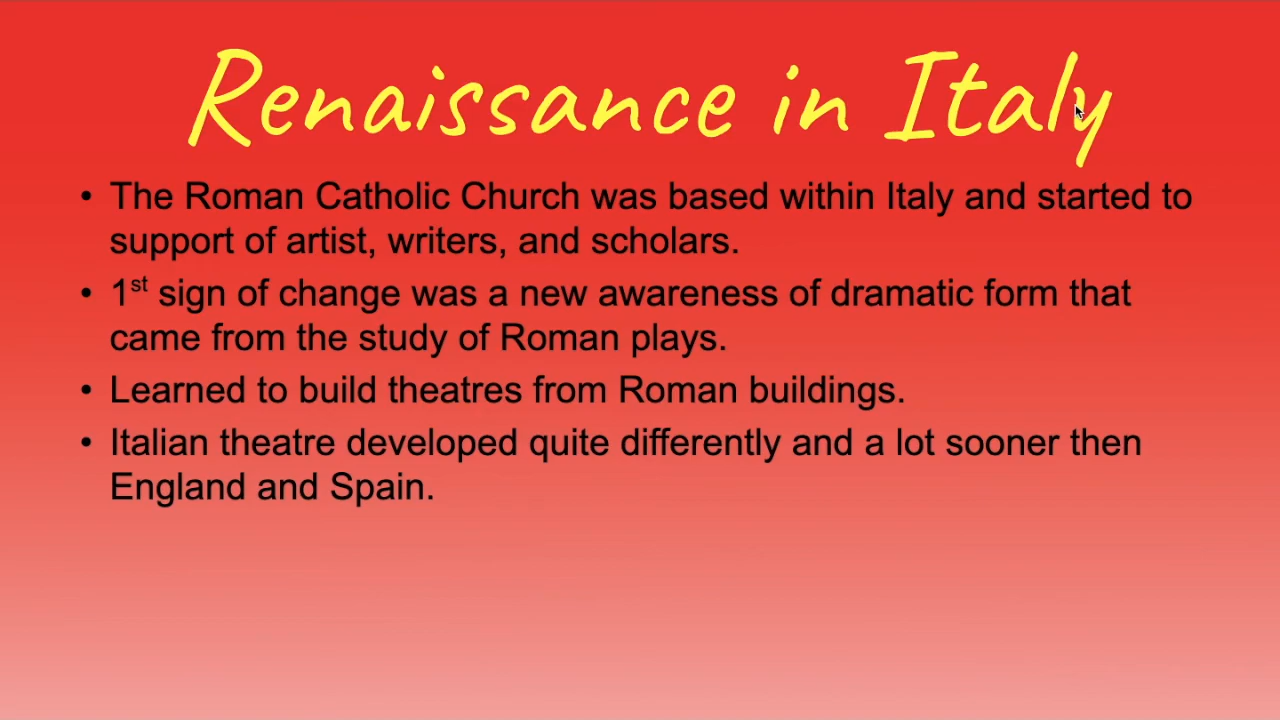 Renaissance in Italy
• The Roman Catholic Church was based within Italy and started to
support of artist, writers, and scholars.
• 1st sign of change was a new awareness of dramatic form that
came from the study of Roman plays.
• Learned to build theatres from Roman buildings.
• Italian theatre developed quite differently and a lot sooner then
England and Spain.